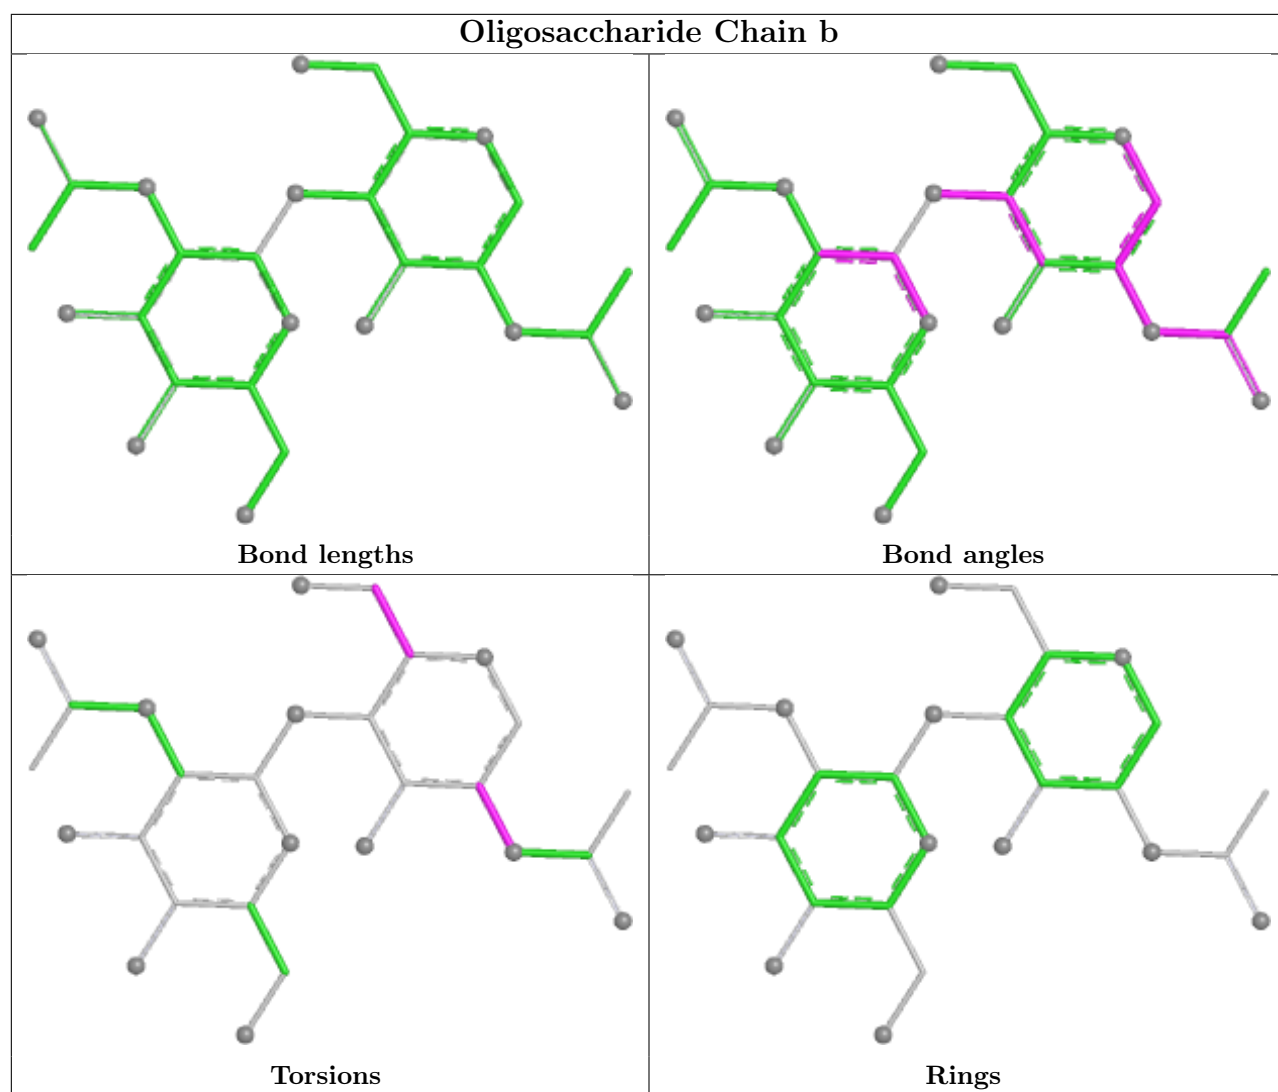 Oligosaccharide Chain b
Bond lengths
Bond angles
Torsions
Rings